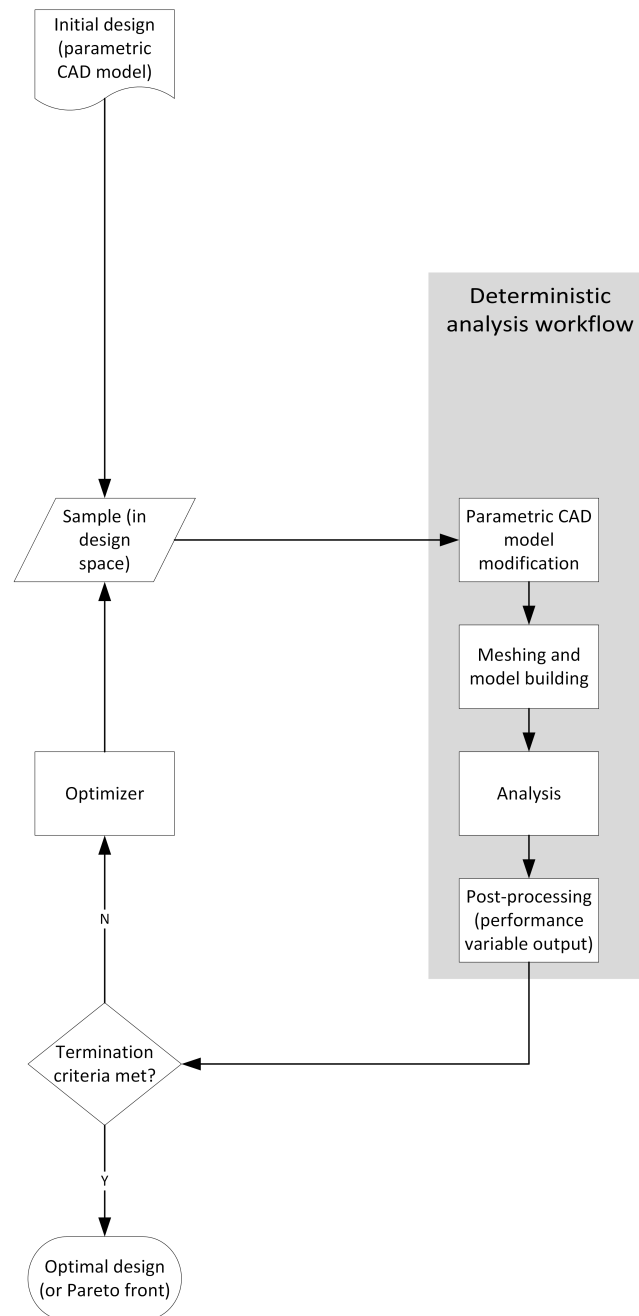 Initial design
(parametric
CAD model)
Deterministic
analysis workflow
Sample (in
design
space)
Parametric CAD
model
modification
Meshing and
model building
Optimizer
Analysis
Post-processing
(performance
variable output)
N
Termination
criteria met?
Y
Optimal design
(or Pareto front)